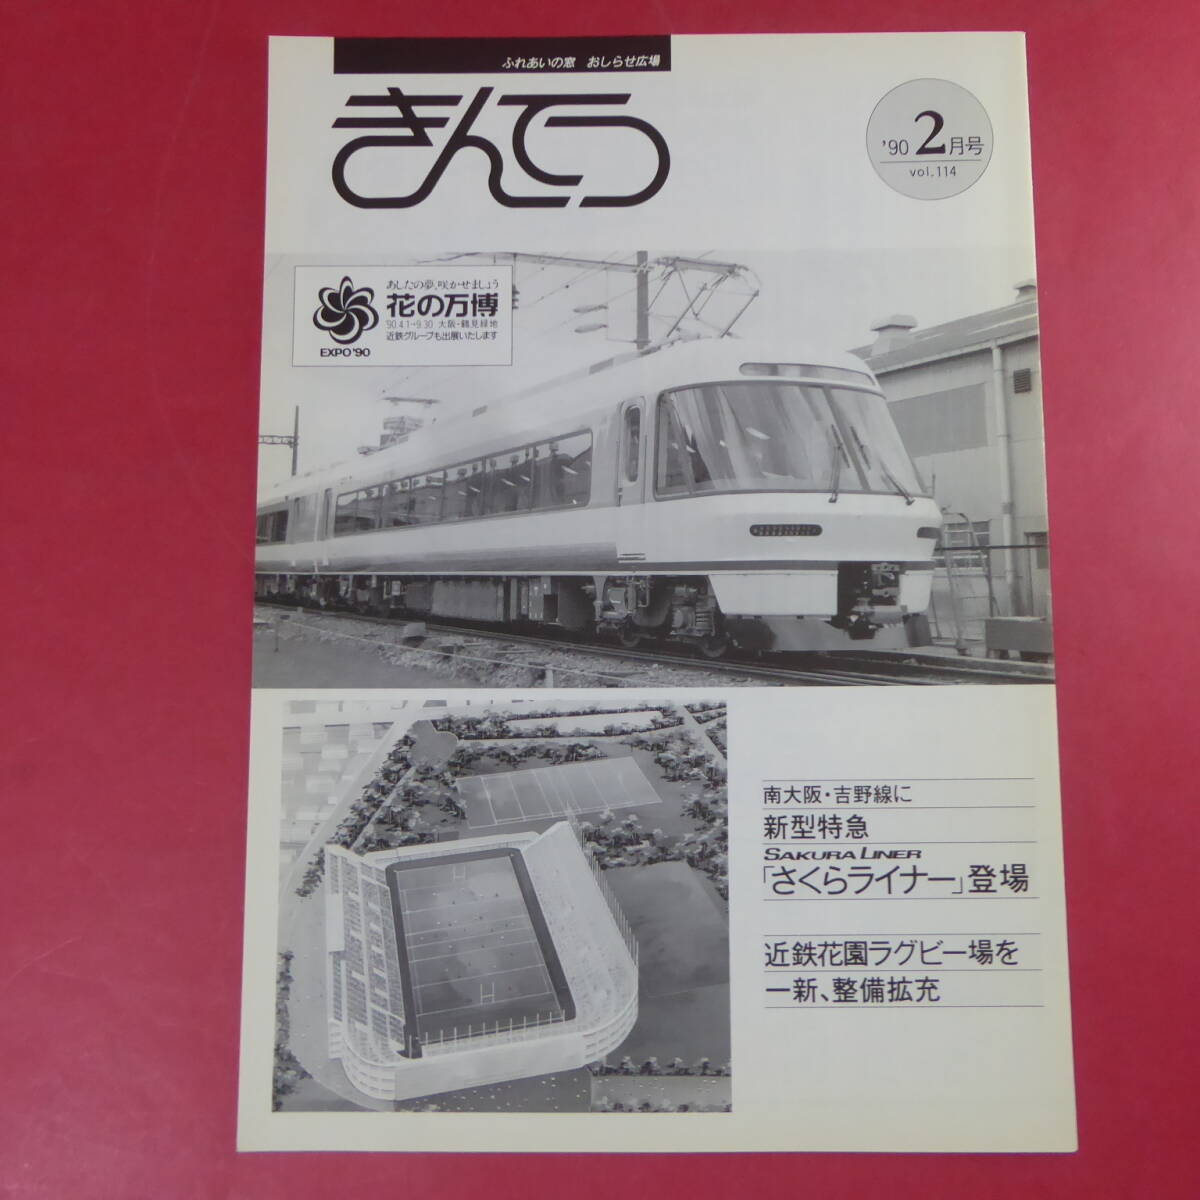 ふれあいの窓 おしらせ広場
きんてつ
'90 2月号
vol.114
あしたの夢、咲かせましょう
花の万博
'90 4.1→9.30 大阪・鶴見緑地
近鉄グループも出展いたします
EXPO'90
南大阪・吉野線に
新型特急
SAKURA LINER
「さくらライナー」登場
近鉄花園ラグビー場を
一新、整備拡充